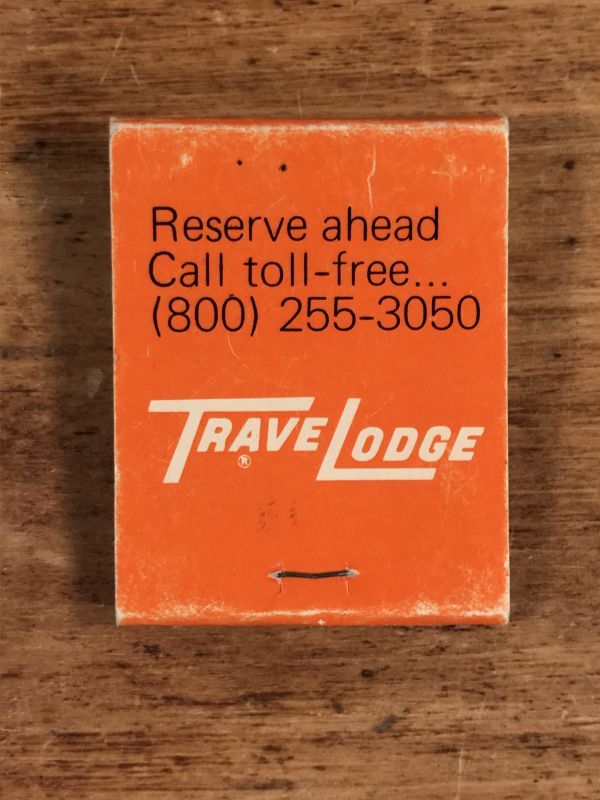 Reserve ahead
Call toll-free...
(800) 255-3050
TRAVELODGE
®